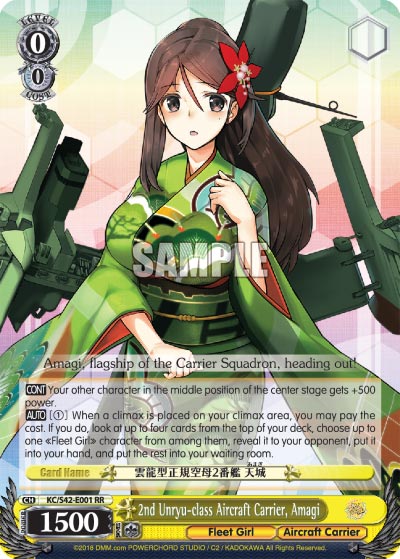 LEVEL
0
0
COST
SAMPLE
Amagi, flagship of the Carrier Squadron, heading out!
CONT Your other character in the middle position of the center stage gets +500
power.
AUTO [①] When a climax is placed on your climax area, you may pay the
cost. If you do, look at up to four cards from the top of your deck, choose up to
one «Fleet Girl» character from among them, reveal it to your opponent, put it
into your hand, and put the rest into your waiting room.
Card Name 雲龍型正規空母2番艦 天城
あまぎ
CH KC/S42-E001 RR
POWER 1500
2nd Unryu-class Aircraft Carrier, Amagi
Fleet Girl Aircraft Carrier
©2016 DMM.com POWERCHORD STUDIO / C2 / KADOKAWA All Rights Reserved.